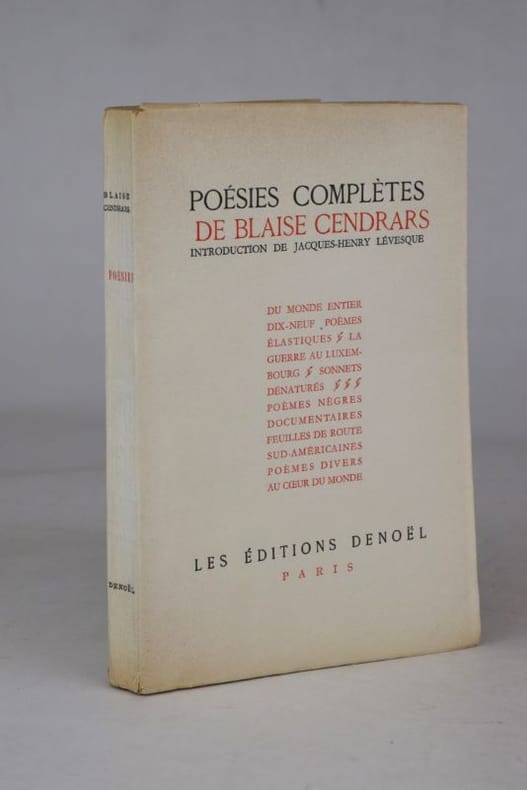 POÉSIES COMPLÈTES
DE BLAISE CENDRARS
INTRODUCTION DE JACQUES-HENRY LÉVESQUE
DU MONDE ENTIER
DIX-NEUF POÈMES
ÉLASTIQUES LA
GUERRE AU LUXEM-
BOURG SONNETS
DÉNATURÉS
POÈMES NÈGRES
DOCUMENTAIRES
FEUILLES DE ROUTE
SUD-AMÉRICAINES
POÈMES DIVERS
AU CŒUR DU MONDE
LES ÉDITIONS DENOËL
PARIS
BLAISE
CENDRARS
POÉSIES
DENOËL